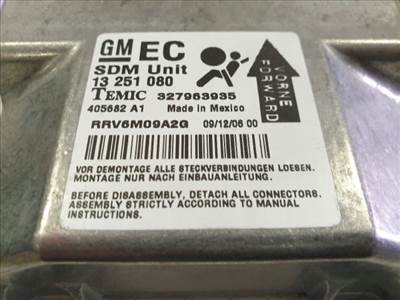 GM EC
SDM Unit
13 251 080
TEMIC 327963935
405682 A1 Made in Mexico
RRV6M09A2G 09/12/06 00
VORNE
FORWARD
VOR DEMONTAGE ALLE STECKVERBINDUNGEN LOESEN.
MONTAGE NUR NACH EINBAUANLEITUNG.
BEFORE DISASSEMBLY, DETACH ALL CONNECTORS.
ASSEMBLY STRICTLY ACCORDING TO MANUAL
INSTRUCTIONS.